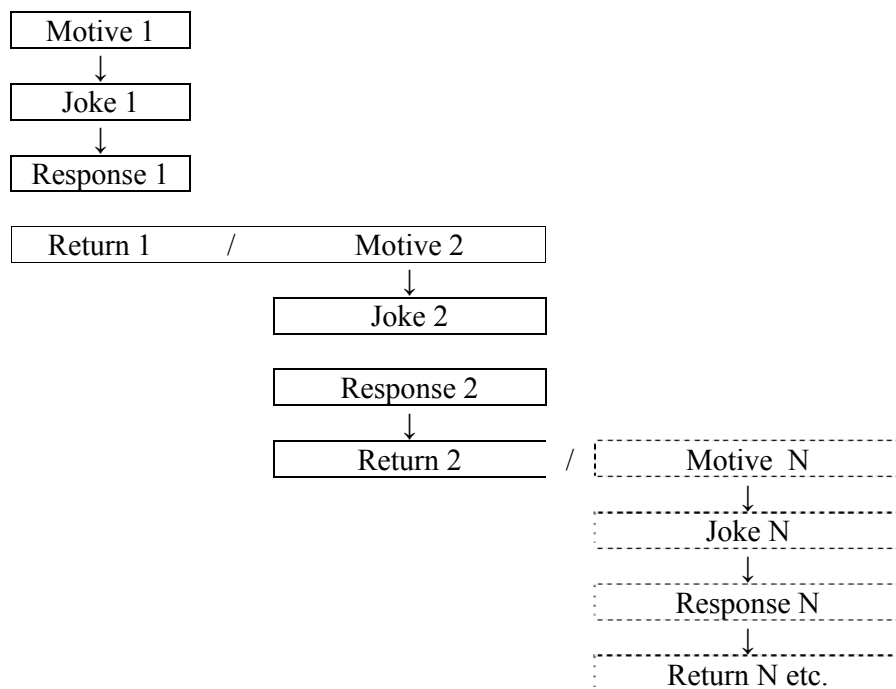 Motive 1
↓
Joke 1
↓
Response 1
Return 1 / Motive 2
↓
Joke 2
Response 2
↓
Return 2 / Motive N
↓
Joke N
↓
Response N
↓
Return N etc.